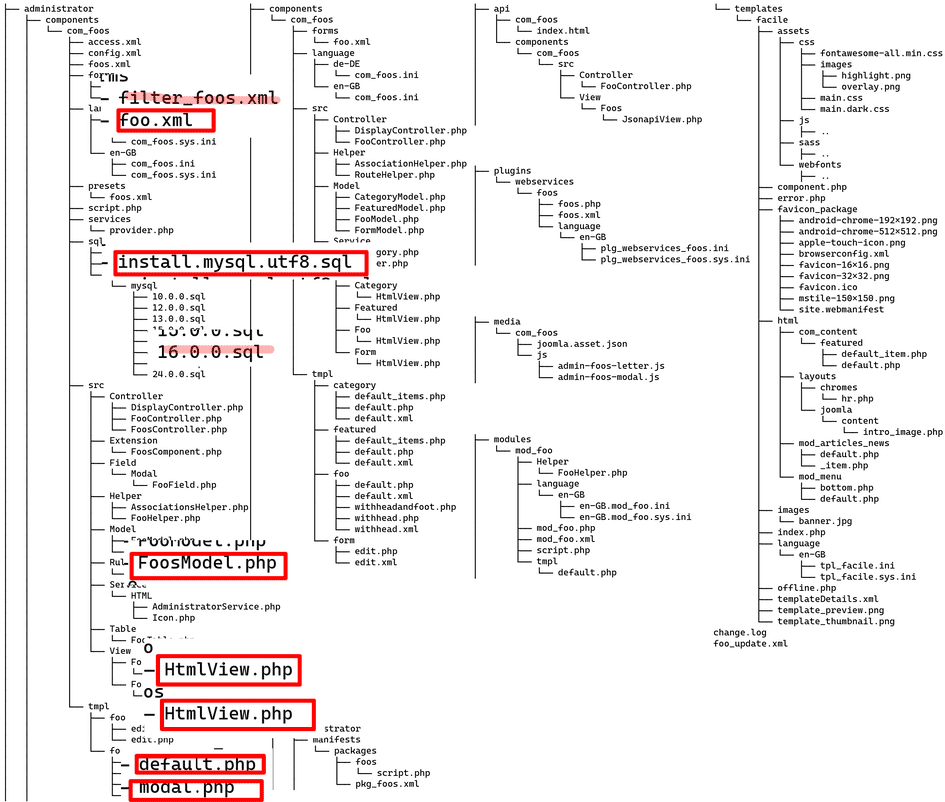 administrator
components
com_foos
access.xml
config.xml
foos.xml
filter_foos.xml
foo.xml
com_foos.sys.ini
en-GB
com_foos.ini
com_foos.sys.ini
presets
foos.xml
script.php
services
provider.php
sql
install.mysql.utf8.sql
mysql
10.0.0.sql
12.0.0.sql
13.0.0.sql
16.0.0.sql
24.0.0.sql
src
Controller
DisplayController.php
FooController.php
FoosController.php
Extension
FoosComponent.php
Field
Modal
FooField.php
Helper
AssociationsHelper.php
FooHelper.php
Model
FoosModel.php
HTML
AdministratorService.php
Icon.php
Table
View
HtmlView.php
os
HtmlView.php
tmpl
foo
edit.php
fo
default.php
modal.php
components
com_foos
forms
foo.xml
language
de-DE
com_foos.ini
en-GB
com_foos.ini
src
Controller
DisplayController.php
FooController.php
Helper
AssociationHelper.php
RouteHelper.php
Model
CategoryModel.php
FeaturedModel.php
FooModel.php
FormModel.php
Service
gory.php
er.php
Category
HtmlView.php
Featured
HtmlView.php
Foo
HtmlView.php
Form
HtmlView.php
tmpl
category
default_items.php
default.php
default.xml
featured
default_items.php
default.php
default.xml
foo
default.php
default.xml
withheadandfoot.php
withhead.php
withhead.xml
form
edit.php
edit.xml
strator
manifests
packages
foos
script.php
pkg_foos.xml
api
com_foos
index.html
components
com_foos
src
Controller
FooController.php
View
Foos
JsonapiView.php
plugins
webservices
foos
foos.php
foos.xml
language
en-GB
plg_webservices_foos.ini
plg_webservices_foos.sys.ini
media
com_foos
joomla.asset.json
js
admin-foos-letter.js
admin-foos-modal.js
modules
mod_foo
Helper
FooHelper.php
language
en-GB
en-GB.mod_foo.ini
en-GB.mod_foo.sys.ini
mod_foo.php
mod_foo.xml
script.php
tmpl
default.php
templates
facile
assets
css
fontawesome-all.min.css
images
highlight.png
overlay.png
main.css
main.dark.css
js
..
sass
..
webfonts
..
component.php
error.php
favicon_package
android-chrome-192×192.png
android-chrome-512×512.png
apple-touch-icon.png
browserconfig.xml
favicon-16×16.png
favicon-32×32.png
favicon.ico
mstile-150×150.png
site.webmanifest
html
com_content
featured
default_item.php
default.php
layouts
chromes
hr.php
joomla
content
intro_image.php
mod_articles_news
default.php
_item.php
mod_menu
bottom.php
default.php
images
banner.jpg
index.php
language
en-GB
tpl_facile.ini
tpl_facile.sys.ini
offline.php
templateDetails.xml
template_preview.png
template_thumbnail.png
change.log
foo_update.xml